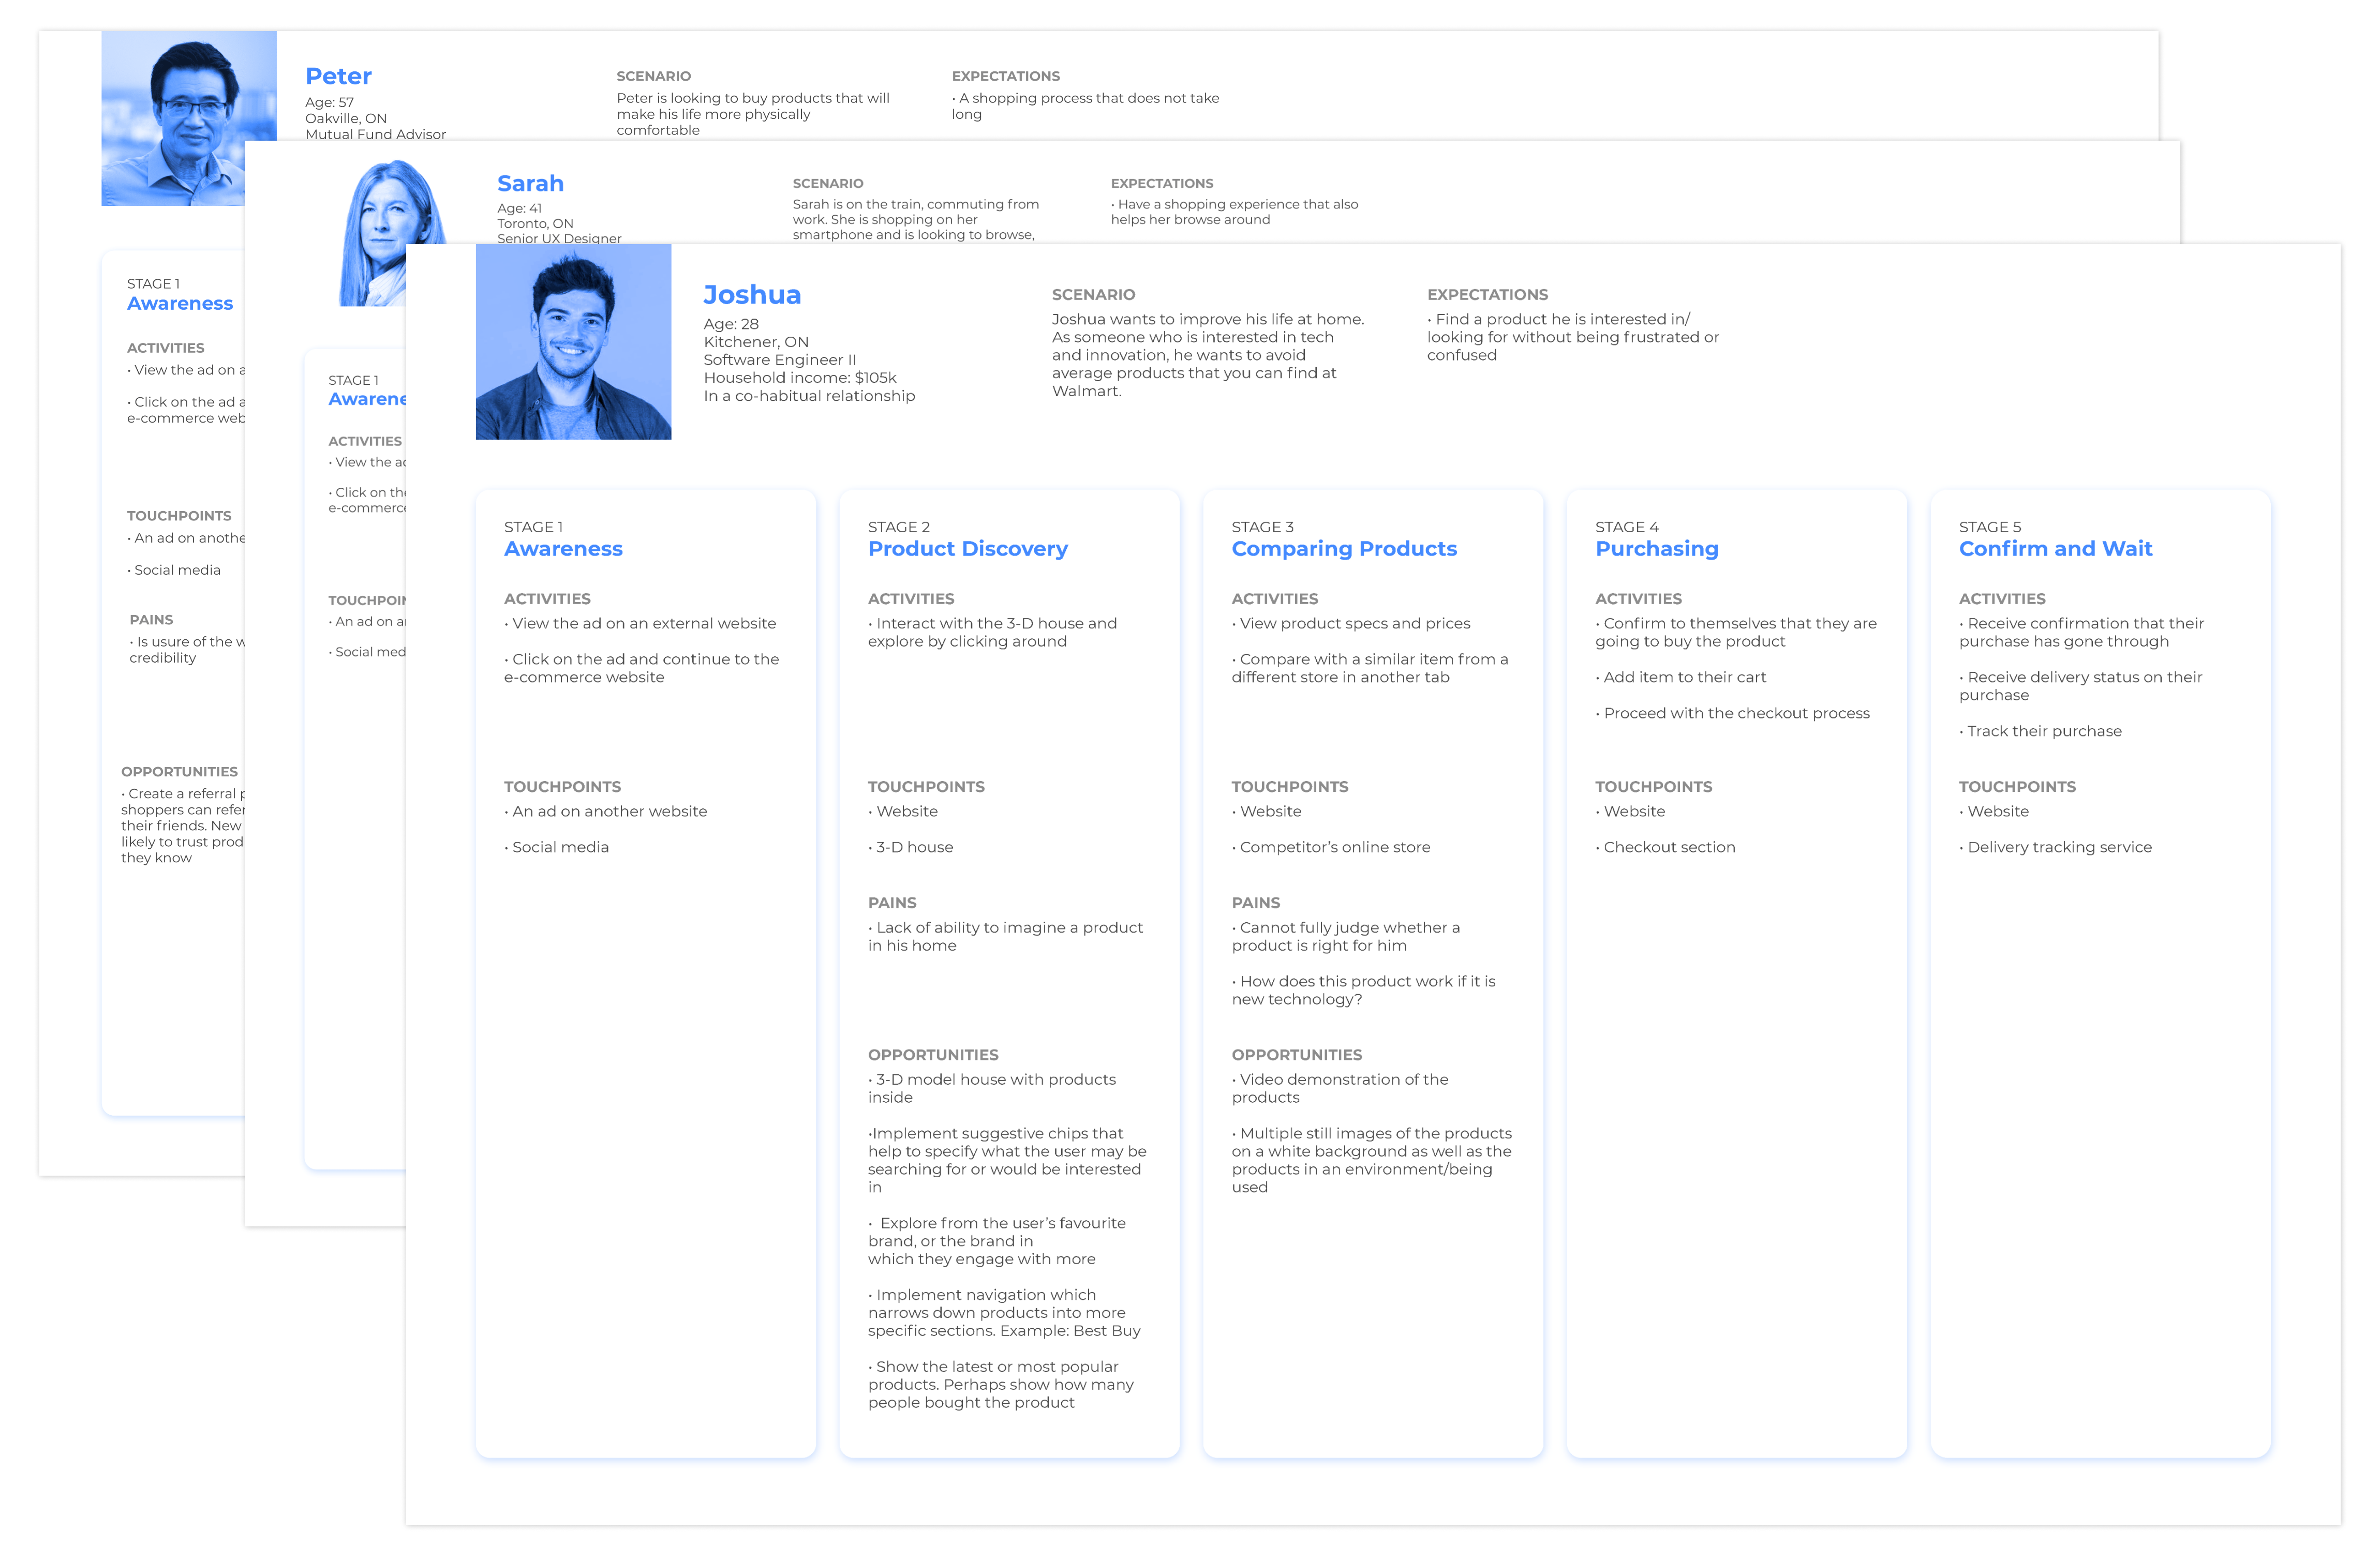 Peter
Age: 57
Oakville, ON
Mutual Fund Advisor
SCENARIO
Peter is looking to buy products that will
make his life more physically
comfortable
EXPECTATIONS
• A shopping process that does not take
long
STAGE 1
Awareness
ACTIVITIES
• View the ad on
• Click on the ad
e-commerce
TOUCHPOINTS
• An ad on
• Social media
PAINS
• Is usure of the
credibility
OPPORTUNITIES
• Create a referral
shoppers can refer
their friends. New
likely to trust
they know
Sarah
Age: 41
Toronto, ON
Senior UX Designer
SCENARIO
Sarah is on the train, commuting from
work. She is shopping on her
smartphone and is looking to browse,
EXPECTATIONS
• Have a shopping experience that also
helps her browse around
STAGE 1
ACTIVITIES
• View the
• Click on
e-commerce
• An ad on
• Social
Joshua
Age: 28
Kitchener, ON
Software Engineer II
Household income: $105k
In a co-habitual relationship
SCENARIO
Joshua wants to improve his life at home.
As someone who is interested in tech
and innovation, he wants to avoid
average products that you can find at
Walmart.
EXPECTATIONS
• Find a product he is interested in/
looking for without being frustrated or
confused
STAGE 1
Awareness
ACTIVITIES
• View the ad on an external website
• Click on the ad and continue to the
e-commerce website
TOUCHPOINTS
• An ad on another website
• Social media
STAGE 2
Product Discovery
ACTIVITIES
• Interact with the 3-D house and
explore by clicking around
TOUCHPOINTS
• Website
• 3-D house
PAINS
• Lack of ability to imagine a product
in his home
OPPORTUNITIES
• 3-D model house with products
inside
•Implement suggestive chips that
help to specify what the user may be
searching for or would be interested
in
•  Explore from the user’s favourite
brand, or the brand in
which they engage with more
• Implement navigation which
narrows down products into more
specific sections. Example: Best Buy
• Show the latest or most popular
products. Perhaps show how many
people bought the product
STAGE 3
Comparing Products
ACTIVITIES
• View product specs and prices
• Compare with a similar item from a
different store in another tab
TOUCHPOINTS
• Website
• Competitor’s online store
PAINS
• Cannot fully judge whether a
product is right for him
• How does this product work if it is
new technology?
OPPORTUNITIES
• Video demonstration of the
products
• Multiple still images of the products
on a white background as well as the
products in an environment/being
used
STAGE 4
Purchasing
ACTIVITIES
• Confirm to themselves that they are
going to buy the product
• Add item to their cart
• Proceed with the checkout process
TOUCHPOINTS
• Website
• Checkout section
STAGE 5
Confirm and Wait
ACTIVITIES
• Receive confirmation that their
purchase has gone through
• Receive delivery status on their
purchase
• Track their purchase
TOUCHPOINTS
• Website
• Delivery tracking service